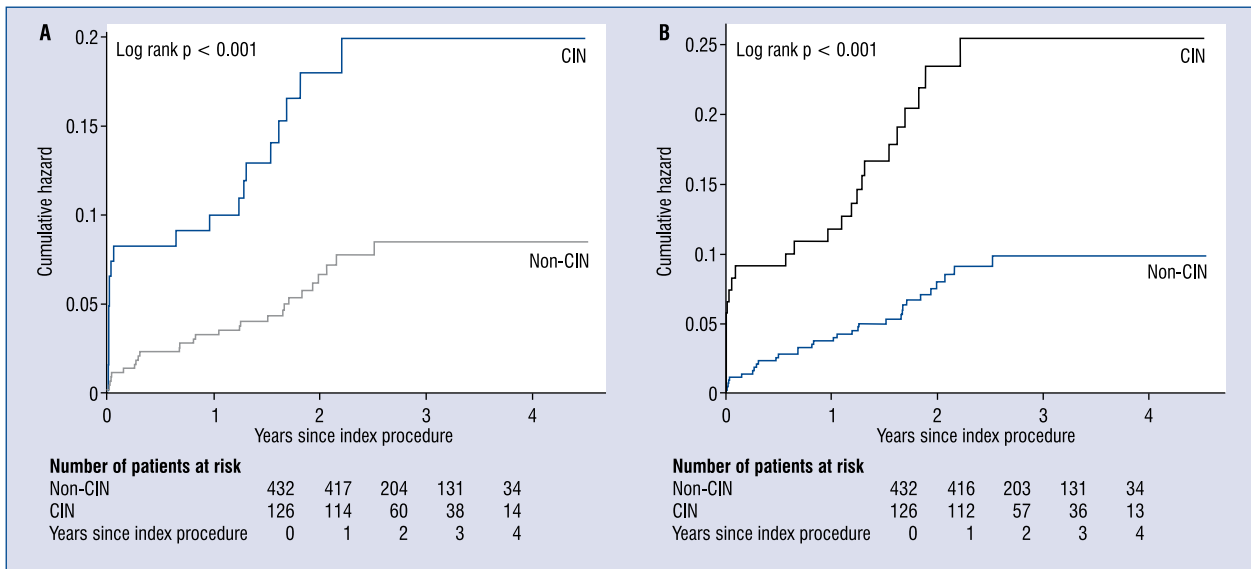 A
Log rank p < 0.001
CIN
Non-CIN
Cumulative hazard
0.2
0.15
0.1
0.05
0
0 1 2 3 4
Years since index procedure
Number of patients at risk
Non-CIN 432 417 204 131 34
CIN 126 114 60 38 14
Years since index procedure 0 1 2 3 4
B
Log rank p < 0.001
CIN
Non-CIN
Cumulative hazard
0.25
0.2
0.15
0.1
0.05
0
0 1 2 3 4
Years since index procedure
Number of patients at risk
Non-CIN 432 416 203 131 34
CIN 126 112 57 36 13
Years since index procedure 0 1 2 3 4